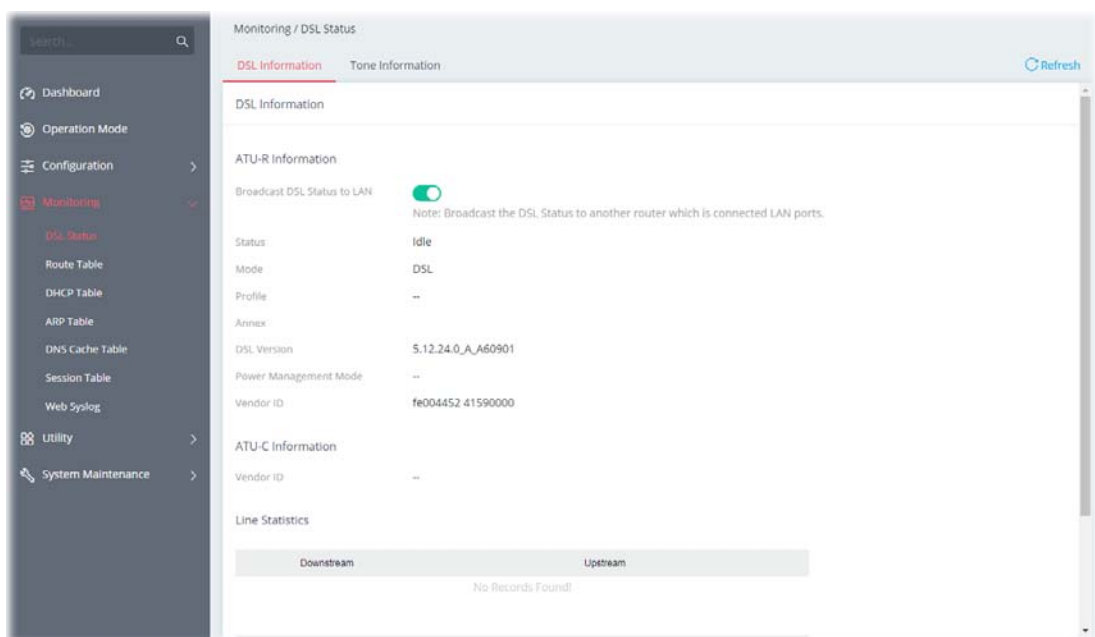 Search...
Dashboard
Operation Mode
Configuration
Monitoring
DSL Status
Route Table
DHCP Table
ARP Table
DNS Cache Table
Session Table
Web Syslog
Utility
System Maintenance
Monitoring / DSL Status
DSL Information Tone Information Refresh
DSL Information
ATU-R Information
Broadcast DSL Status to LAN
Note: Broadcast the DSL Status to another router which is connected LAN ports.
Status Idle
Mode DSL
Profile --
Annex
DSL Version 5.12.24.0_A_A60901
Power Management Mode --
Vendor ID fe004452 41590000
ATU-C Information
Vendor ID --
Line Statistics
Downstream Upstream
No Records Found!